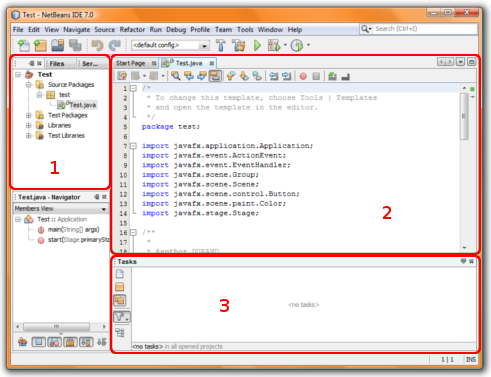 Test - NetBeans IDE 7.0
File Edit View Navigate Source Refactor Run Debug Profile Team Tools Window Help
Search (Ctrl+I)
<default config>
Files Ser...
Test
Source Packages
test
Test.java
Test Packages
Libraries
Test Libraries
1
Start Page Test.java
1 /*
2 * To change this template, choose Tools | Templates
3 * and open the template in the editor.
4 */
5 package test;
6
7 import javafx.application.Application;
8 import javafx.event.ActionEvent;
9 import javafx.event.EventHandler;
10 import javafx.scene.Group;
11 import javafx.scene.Scene;
12 import javafx.scene.control.Button;
13 import javafx.scene.paint.Color;
14 import javafx.stage.Stage;
15
16 /**
17 *
2
Test.java - Navigator
Members View
Test :: Application
main(String[] args)
start(Stage primarySta
Tasks
3
<no tasks>
<no tasks> in all opened projects
1|1 INS